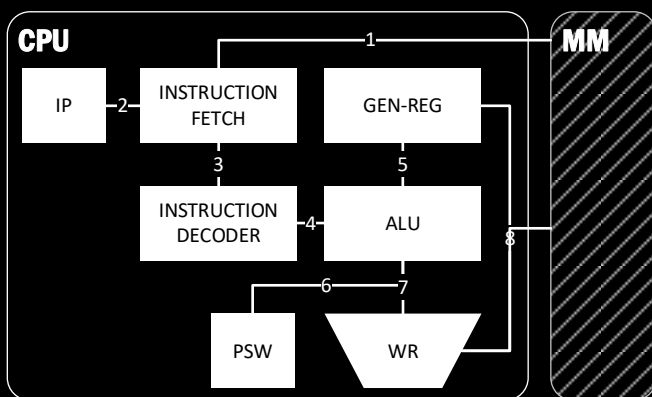 CPU
1
MM
IP
2
INSTRUCTION
FETCH
GEN-REG
3
5
INSTRUCTION
DECODER
4
ALU
8
6
7
PSW
WR